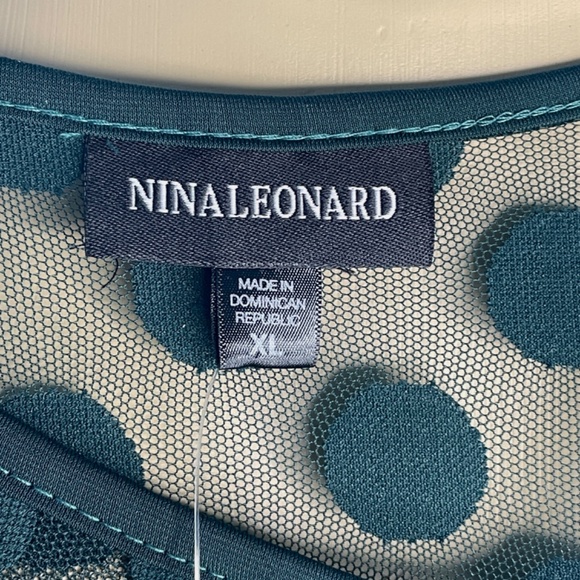 NINALEONARD
MADE IN
DOMINICAN
REPUBLIC
XL